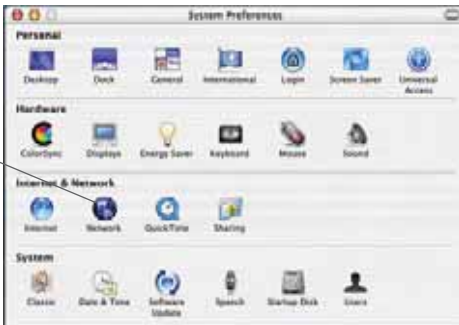 System Preferences
Personal
Desktop Dock General International Login Screen Saver Universal Access
Hardware
ColorSync Displays Energy Saver Keyboard Mouse Sound
Internet & Network
Internet Network QuickTime Sharing
System
Classic Date & Time Software Update Speech Startup Disk Users